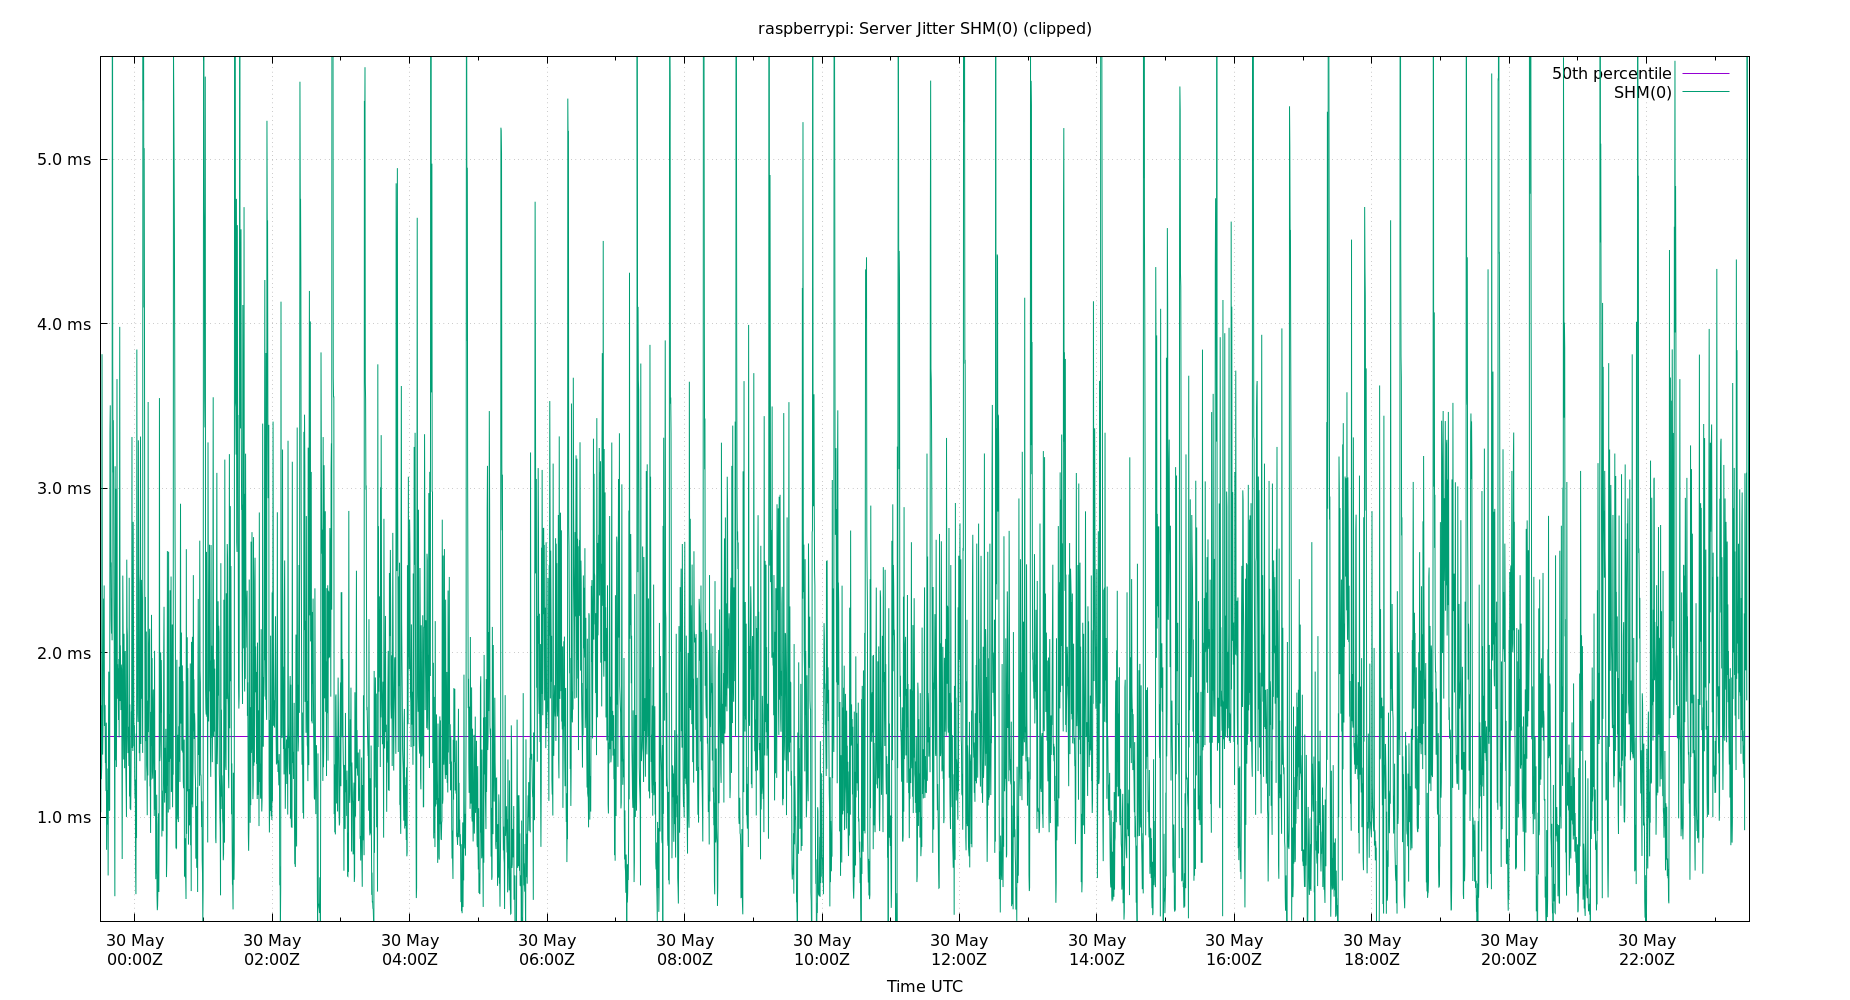 raspberrypi: Server Jitter SHM(0) (clipped)
50th percentile
SHM(0)
5.0 ms
4.0 ms
3.0 ms
2.0 ms
1.0 ms
30 May 30 May 30 May 30 May 30 May 30 May 30 May 30 May 30 May 30 May 30 May 30 May
00:00Z 02:00Z 04:00Z 06:00Z 08:00Z 10:00Z 12:00Z 14:00Z 16:00Z 18:00Z 20:00Z 22:00Z
Time UTC